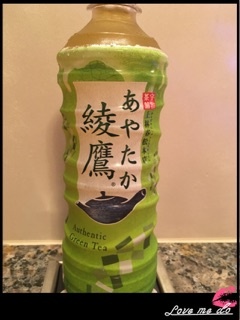 あやたか
綾鷹
Authentic
Green Tea
Love me do